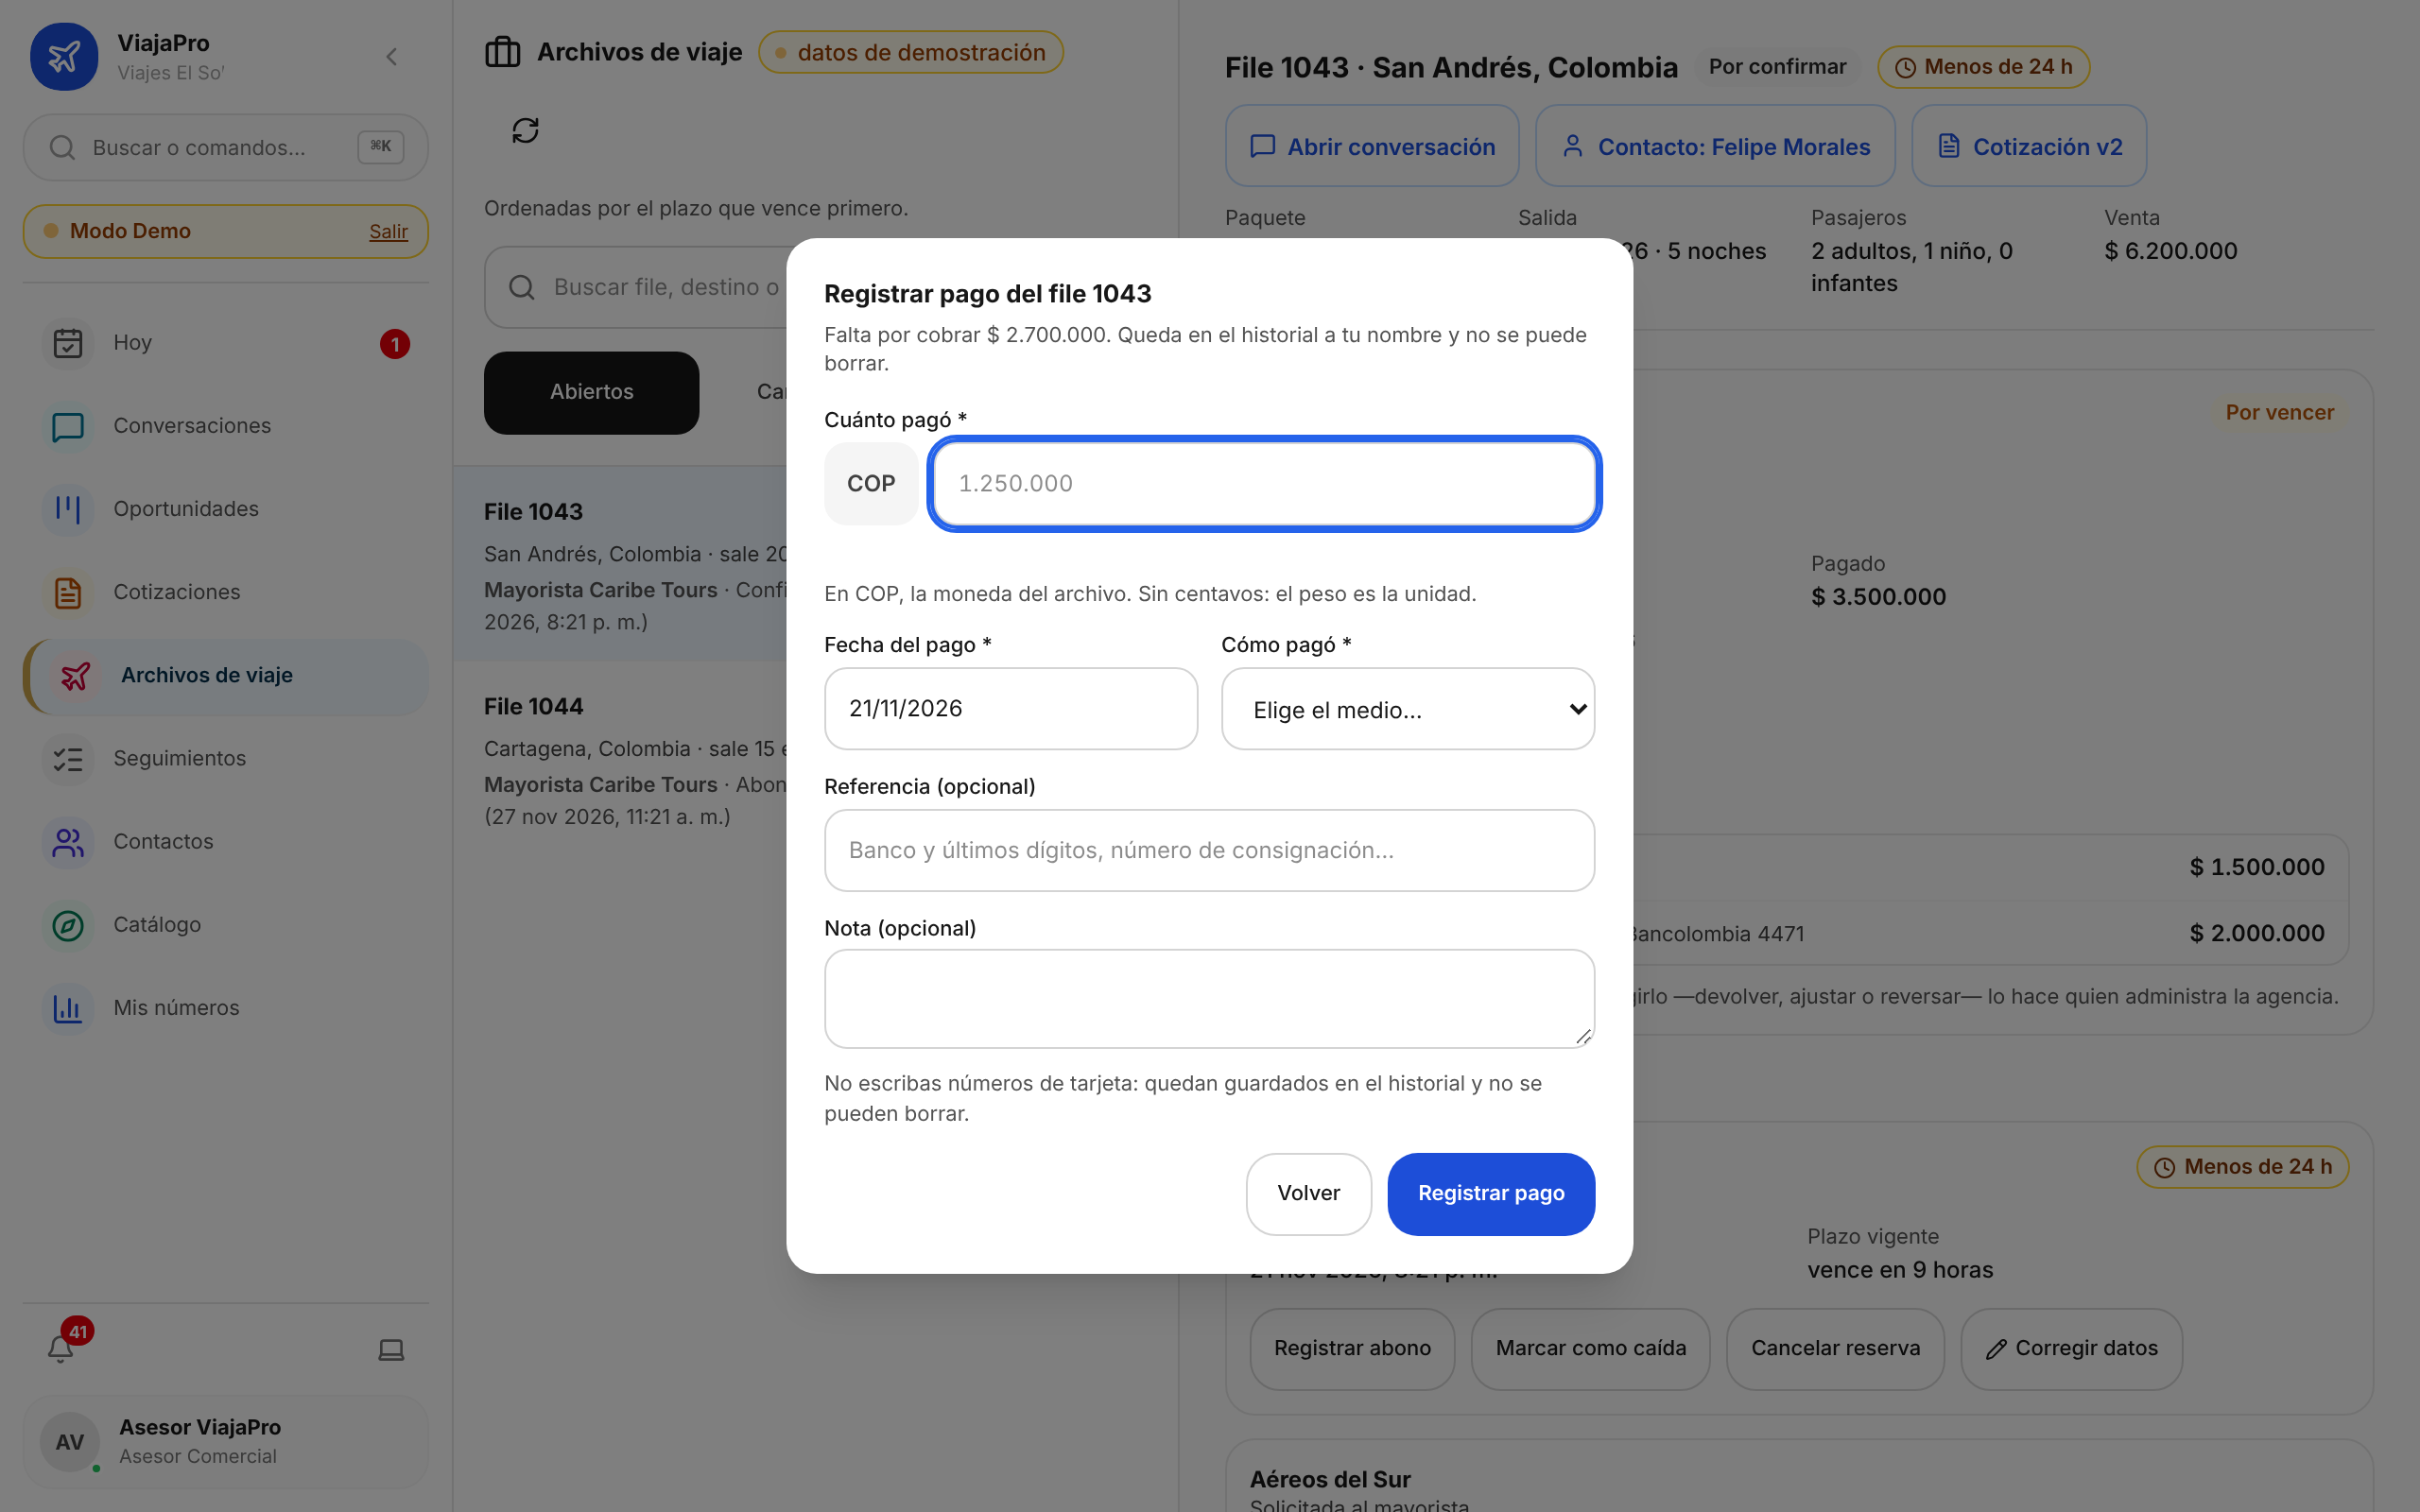 ViajaPro
Viajes El So
Buscar o comandos...
⌘K
Modo Demo
Salir
Hoy
1
Conversaciones
Oportunidades
Cotizaciones
Archivos de viaje
Seguimientos
Contactos
Catálogo
Mis números
41
AV
Asesor ViajaPro
Asesor Comercial
Archivos de viaje
datos de demostración
Ordenadas por el plazo que vence primero.
Buscar file, destino o
Abiertos
File 1043
San Andrés, Colombia · sale 20
Mayorista Caribe Tours · Confi
2026, 8:21 p. m.)
File 1044
Cartagena, Colombia · sale 15 e
Mayorista Caribe Tours · Abon
(27 nov 2026, 11:21 a. m.)
File 1043 · San Andrés, Colombia
Por confirmar
Menos de 24 h
Abrir conversación
Contacto: Felipe Morales
Cotización v2
Paquete
Salida
26 · 5 noches
Pasajeros
2 adultos, 1 niño, 0
infantes
Venta
$ 6.200.000
Por vencer
Pagado
$ 3.500.000
$ 1.500.000
Bancolombia 4471
$ 2.000.000
—devolver, ajustar o reversar— lo hace quien administra la agencia.
Menos de 24 h
Plazo vigente
vence en 9 horas
Registrar abono
Marcar como caída
Cancelar reserva
Corregir datos
Aéreos del Sur
Solicitada al mayorista
Registrar pago del file 1043
Falta por cobrar $ 2.700.000. Queda en el historial a tu nombre y no se puede
borrar.
Cuánto pagó *
COP
1.250.000
En COP, la moneda del archivo. Sin centavos: el peso es la unidad.
Fecha del pago *
21/11/2026
Cómo pagó *
Elige el medio...
Referencia (opcional)
Banco y últimos dígitos, número de consignación...
Nota (opcional)
No escribas números de tarjeta: quedan guardados en el historial y no se
pueden borrar.
Volver
Registrar pago